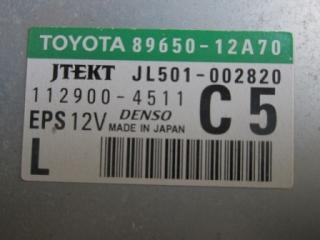 TOYOTA 89650-12A70
JTEKT JL501-002820
112900-4511 C5
EPS 12V DENSO
MADE IN JAPAN
L